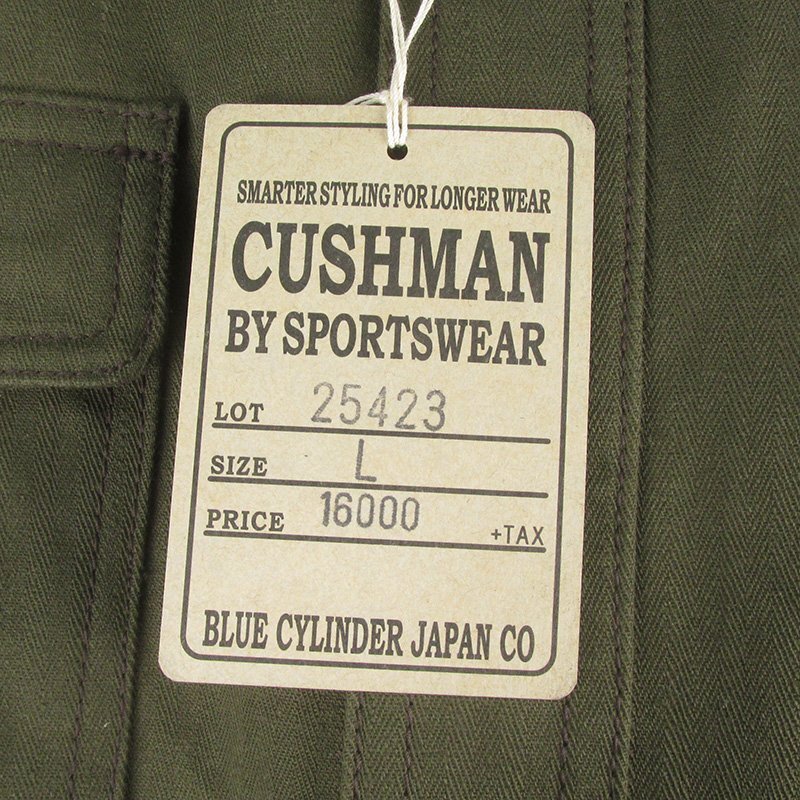 SMARTER STYLING FOR LONGER WEAR
CUSHMAN
BY SPORTSWEAR
LOT 25423
SIZE L
PRICE 16000 +TAX
BLUE CYLINDER JAPAN CO